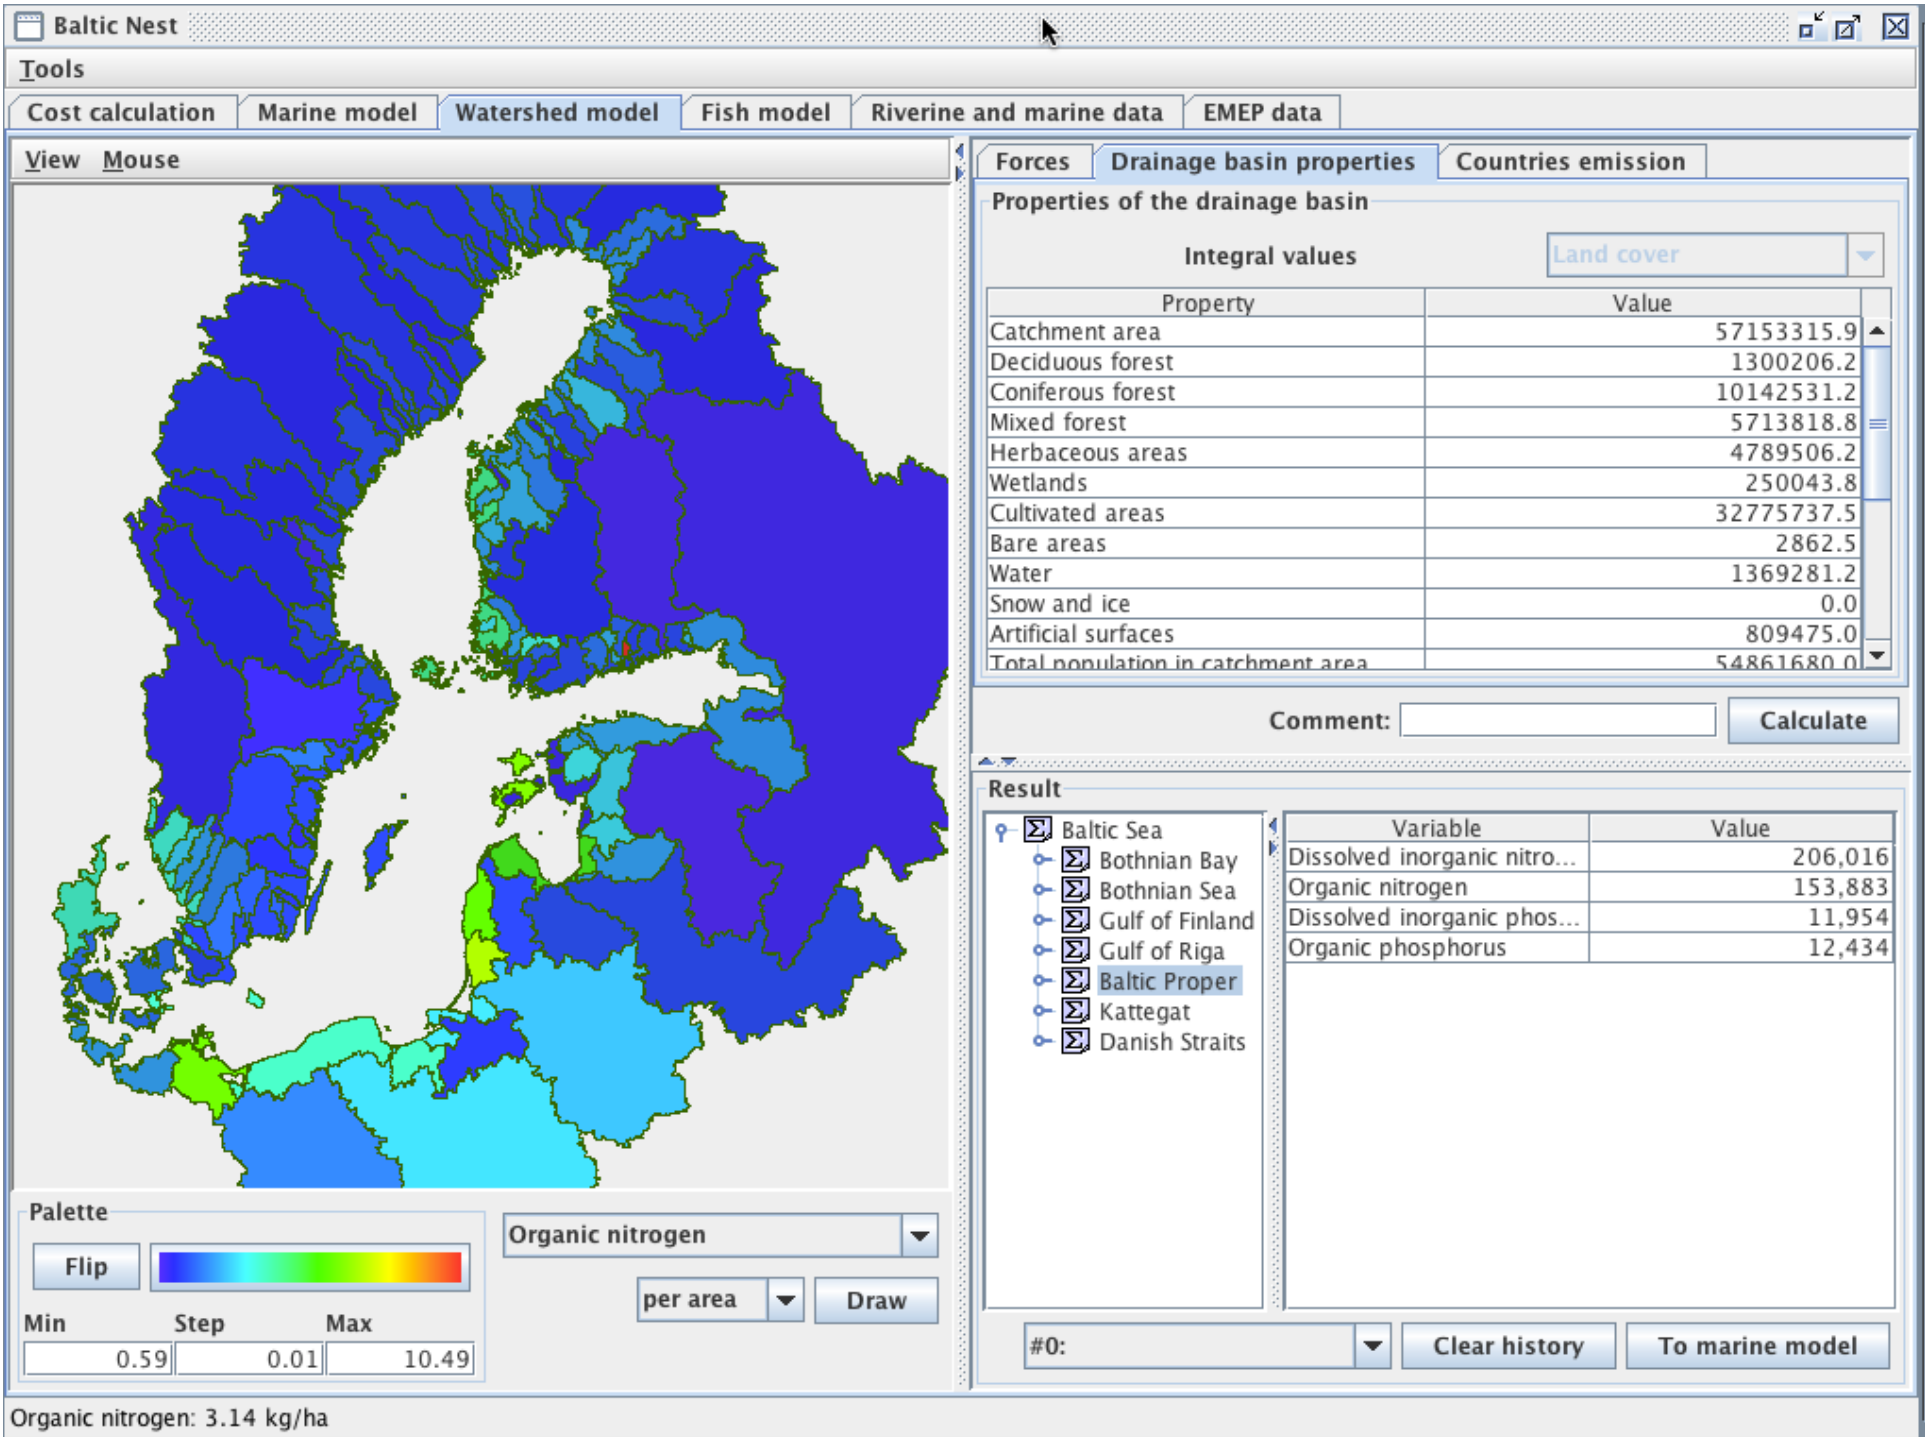 Baltic Nest
Tools
Cost calculation
Marine model
Watershed model
Fish model
Riverine and marine data
EMEP data
View Mouse
Forces
Drainage basin properties
Countries emission
Properties of the drainage basin
Integral values
Land cover
Property Value
Catchment area 57153315.9
Deciduous forest 1300206.2
Coniferous forest 10142531.2
Mixed forest 5713818.8
Herbaceous areas 4789506.2
Wetlands 250043.8
Cultivated areas 32775737.5
Bare areas 2862.5
Water 1369281.2
Snow and ice 0.0
Artificial surfaces 809475.0
Total population in catchment area 54861680.0
Comment:
Calculate
Result
Baltic Sea
Bothnian Bay
Bothnian Sea
Gulf of Finland
Gulf of Riga
Baltic Proper
Kattegat
Danish Straits
Variable Value
Dissolved inorganic nitro... 206,016
Organic nitrogen 153,883
Dissolved inorganic phos... 11,954
Organic phosphorus 12,434
#0:
Clear history
To marine model
Palette
Flip
Min Step Max
0.59 0.01 10.49
Organic nitrogen
per area
Draw
Organic nitrogen: 3.14 kg/ha